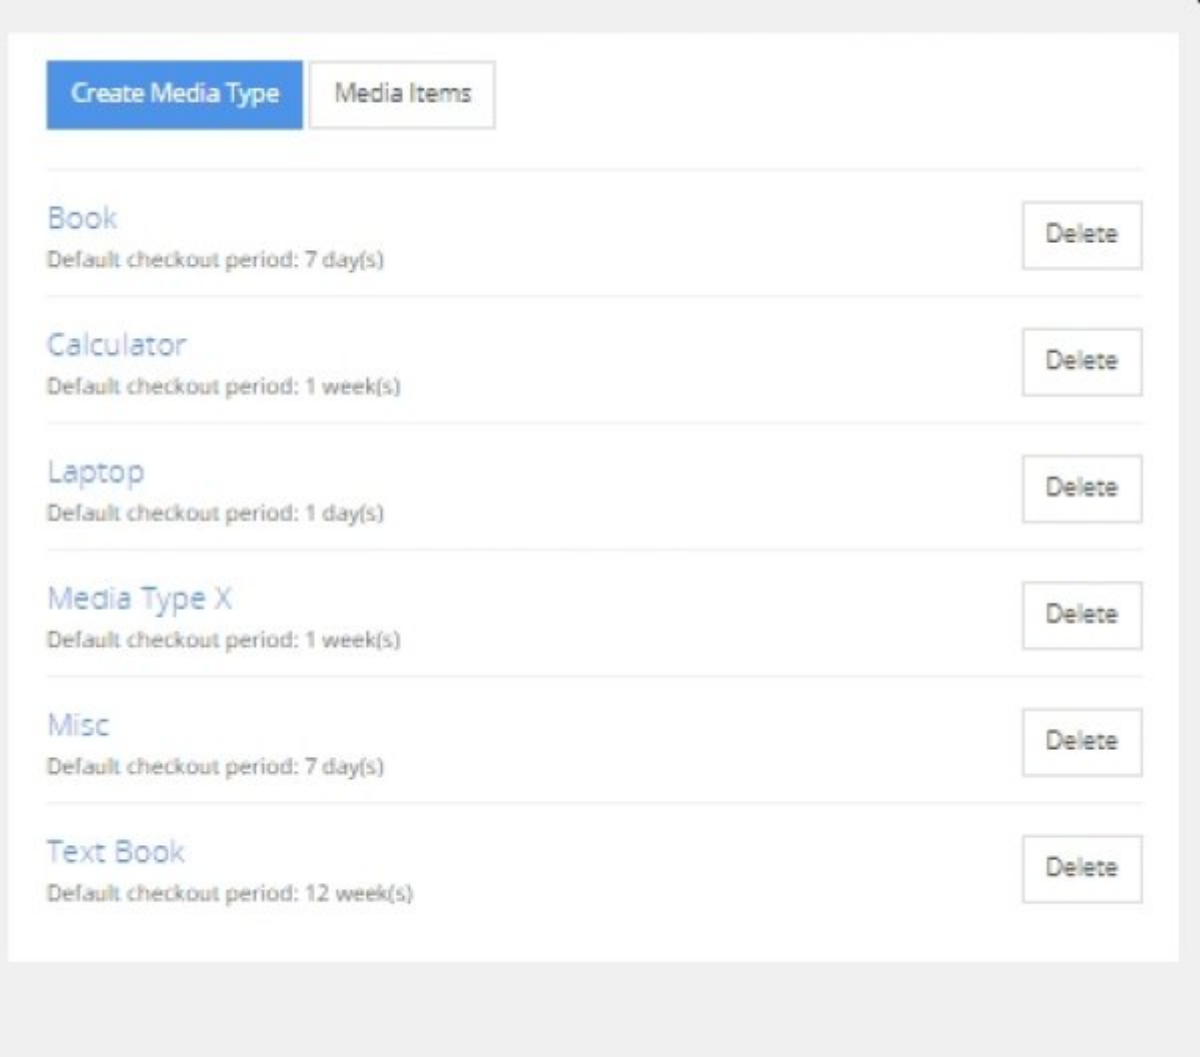 Create Media Type Media Items
Book
Default checkout period: 7 day(s)
Delete
Calculator
Default checkout period: 1 week(s)
Delete
Laptop
Default checkout period: 1 day(s)
Delete
Media Type X
Default checkout period: 1 week(s)
Delete
Misc
Default checkout period: 7 day(s)
Delete
Text Book
Default checkout period: 12 week(s)
Delete